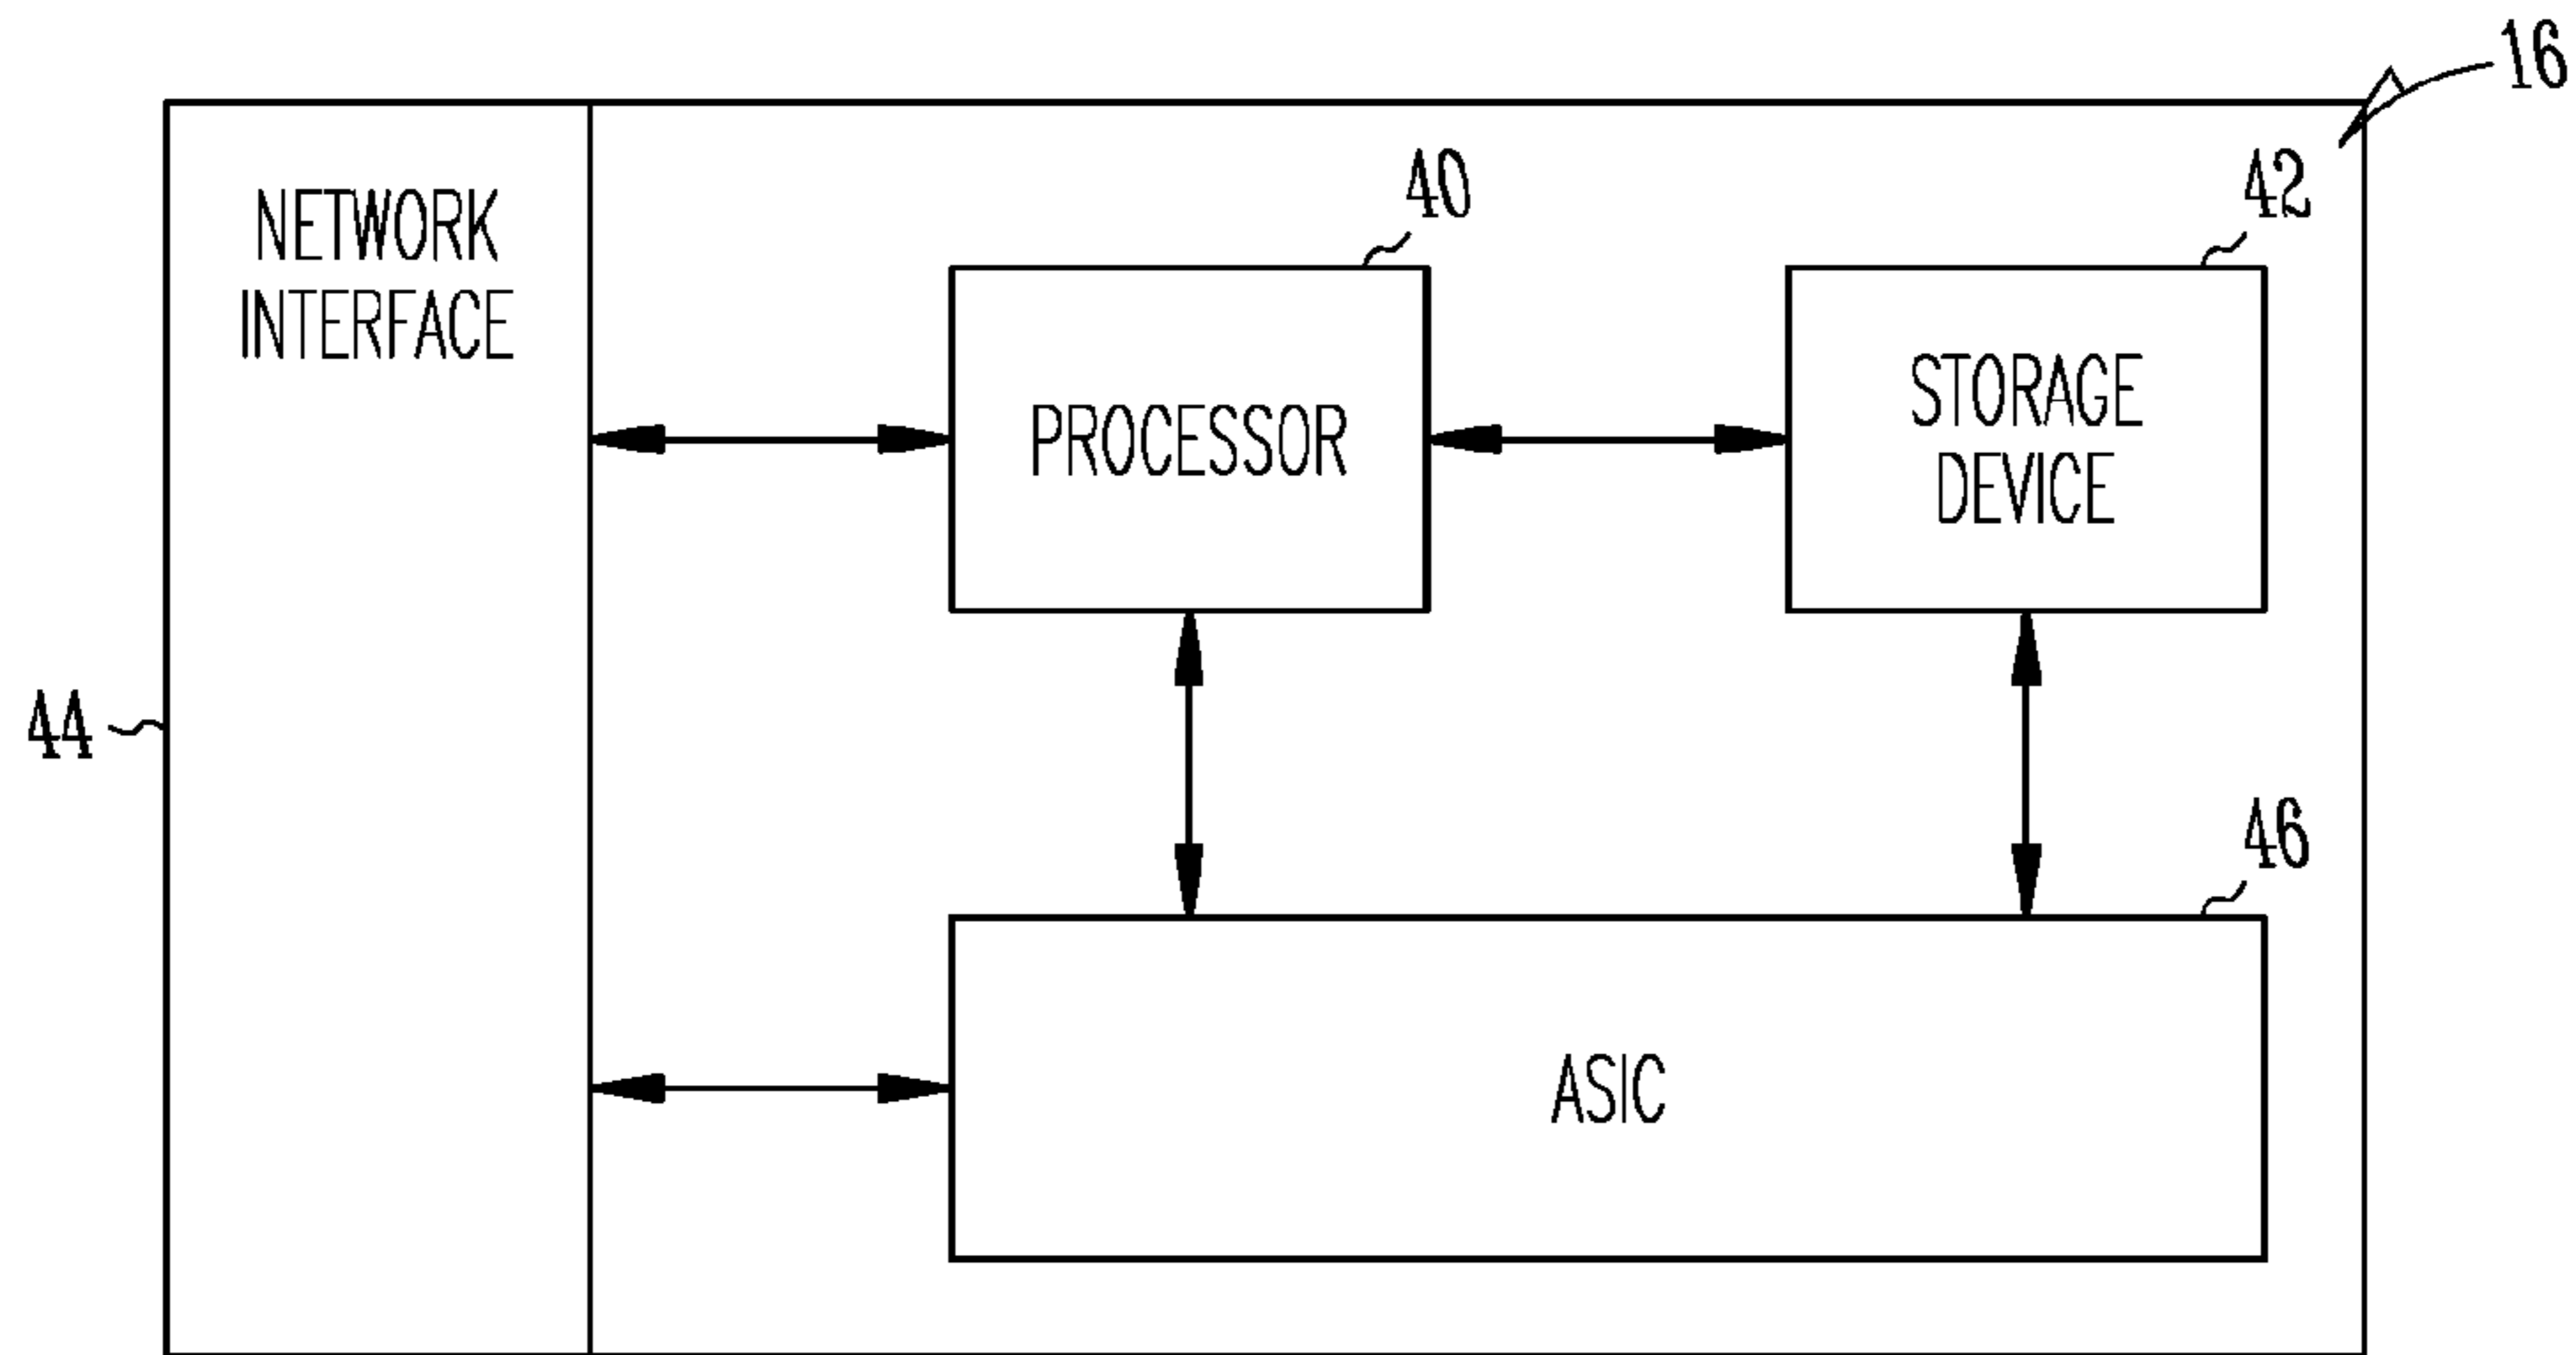 16
NETWORK
INTERFACE
40
42
PROCESSOR
STORAGE
DEVICE
44
46
ASIC